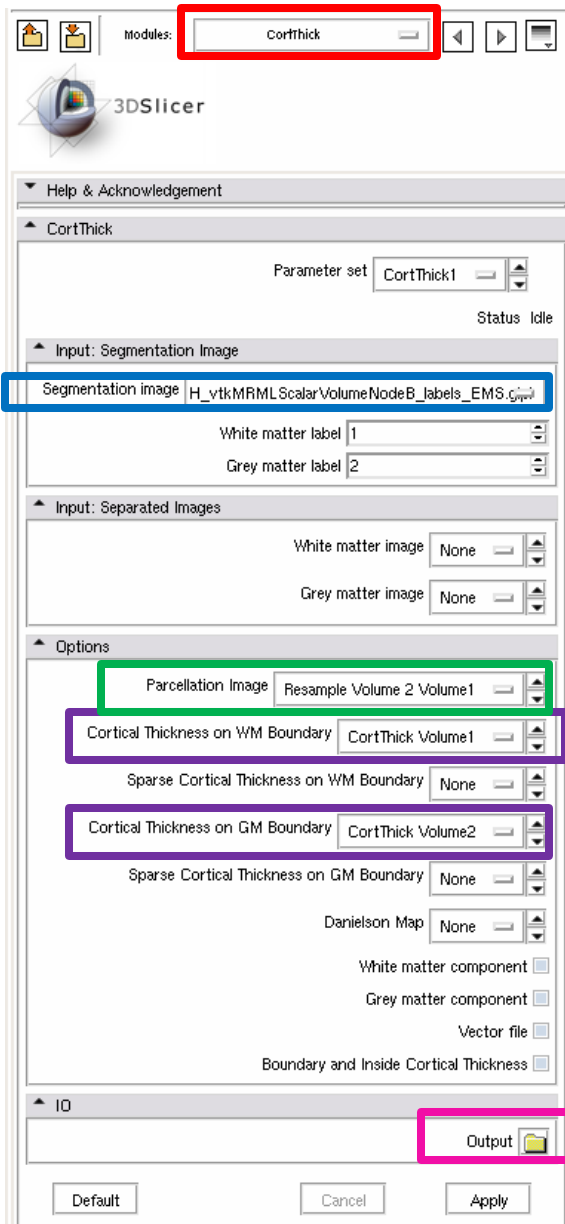 Modules: CortThick
3DSlicer
Help & Acknowledgement
CortThick
Parameter set CortThick1
Status Idle
Input: Segmentation Image
Segmentation image H_vtkMRMLScalarVolumeNodeB_labels_EMS.gipl
White matter label 1
Grey matter label 2
Input: Separated Images
White matter image None
Grey matter image None
Options
Parcellation Image Resample Volume 2 Volume1
Cortical Thickness on WM Boundary CortThick Volume1
Sparse Cortical Thickness on WM Boundary None
Cortical Thickness on GM Boundary CortThick Volume2
Sparse Cortical Thickness on GM Boundary None
Danielson Map None
White matter component
Grey matter component
Vector file
Boundary and Inside Cortical Thickness
IO
Output
Default Cancel Apply